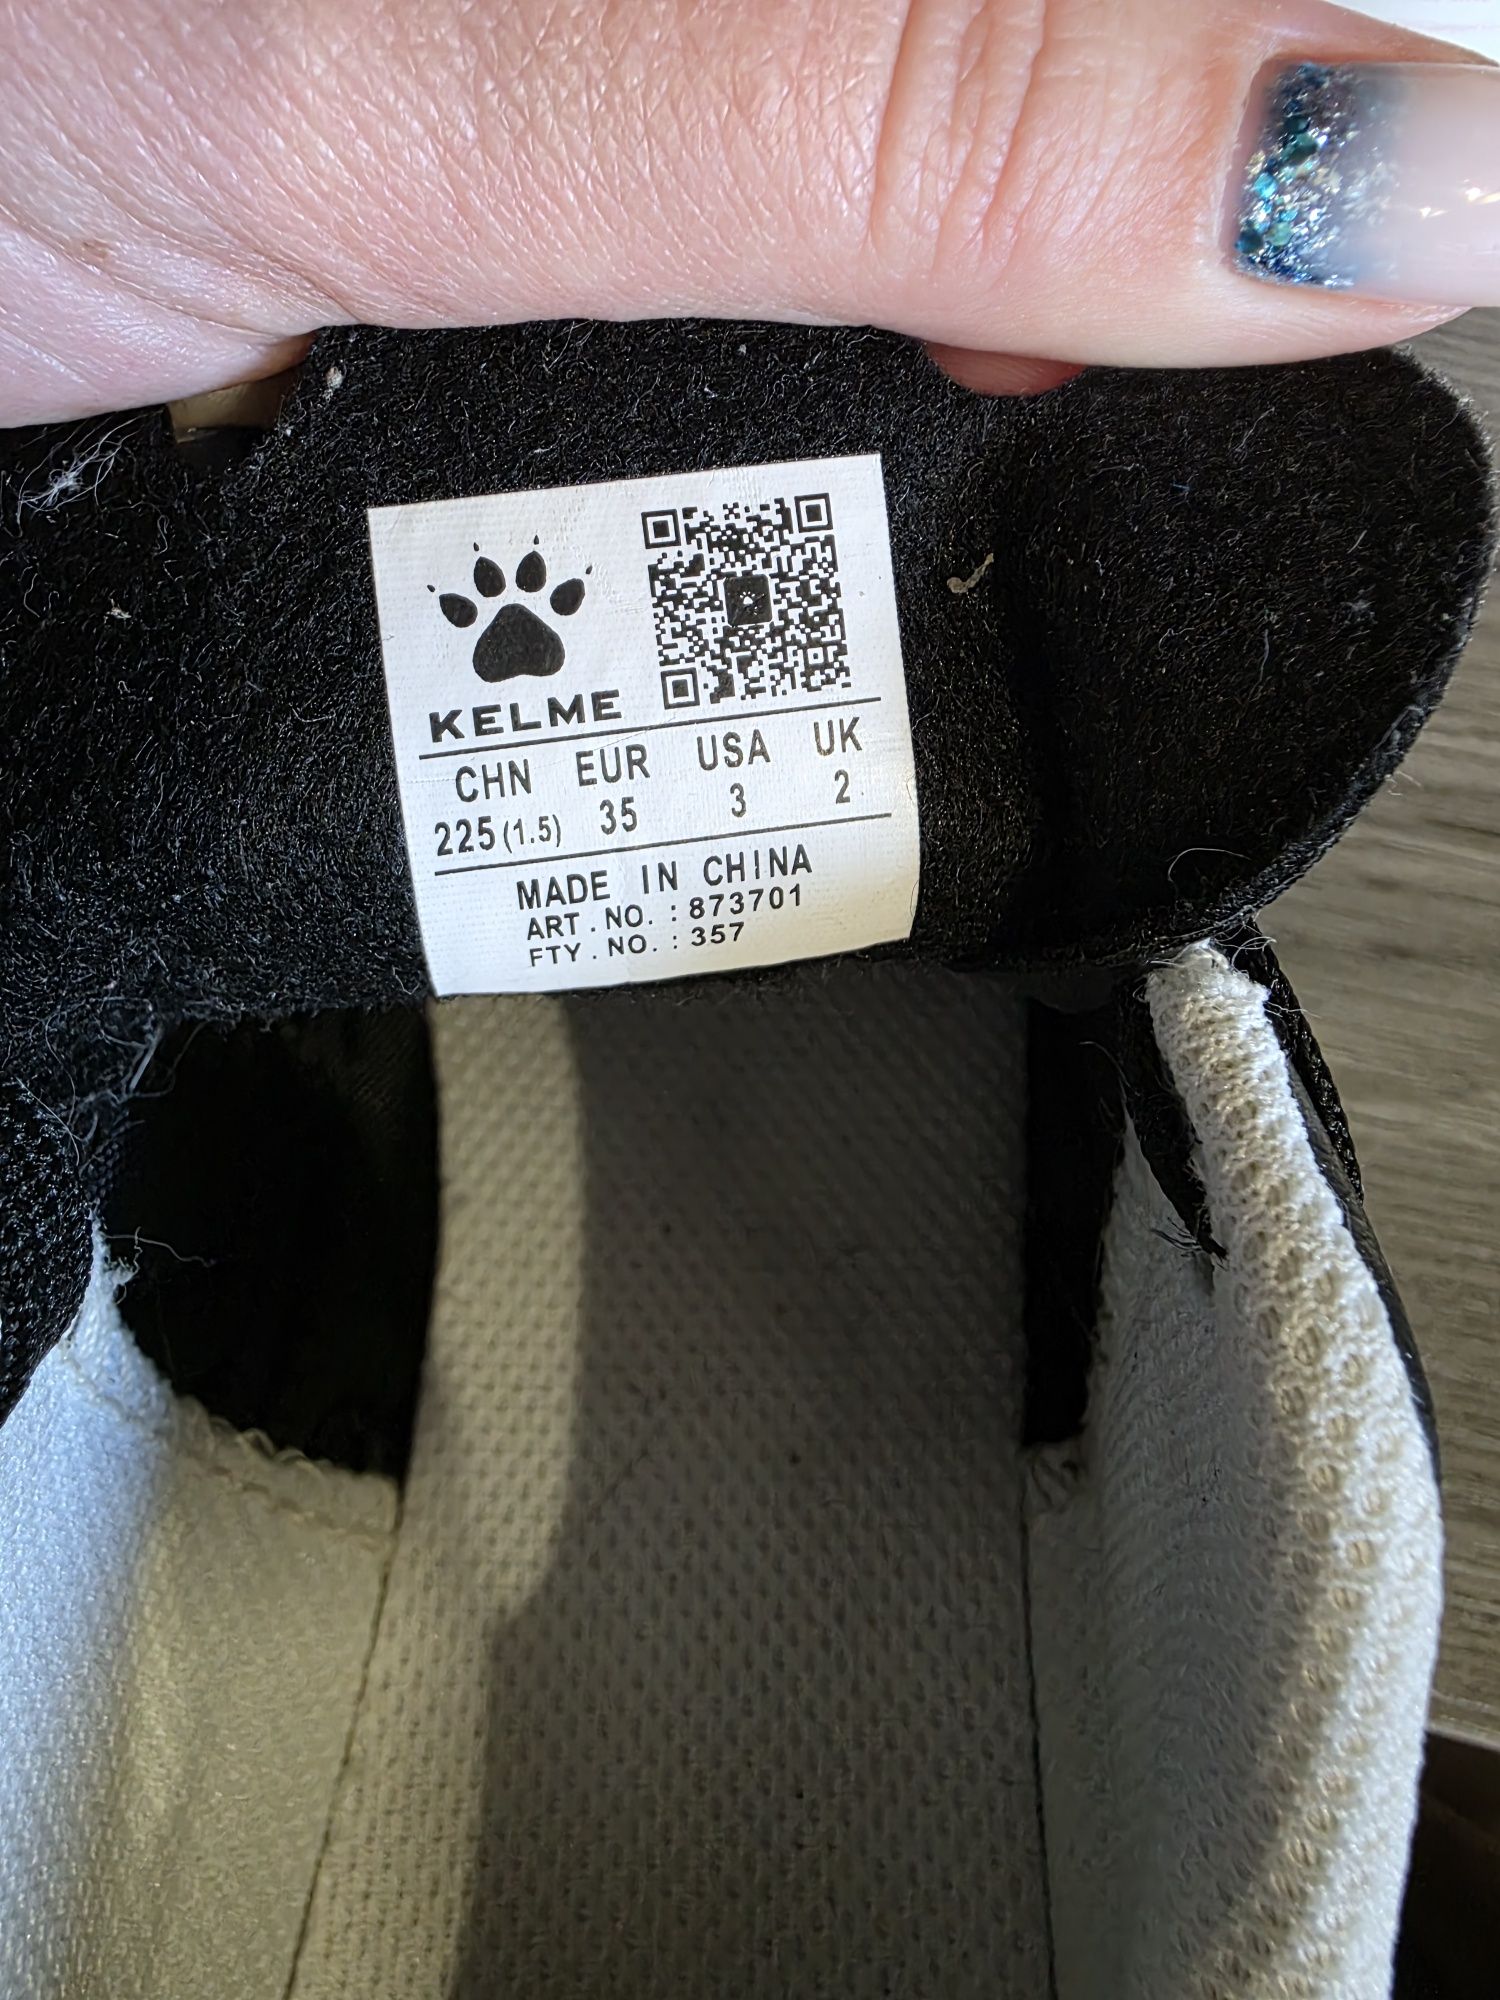 KELME
CHN EUR USA UK
225(1.5) 35 3 2
MADE IN CHINA
ART.NO.:873701
FTY.NO.:357